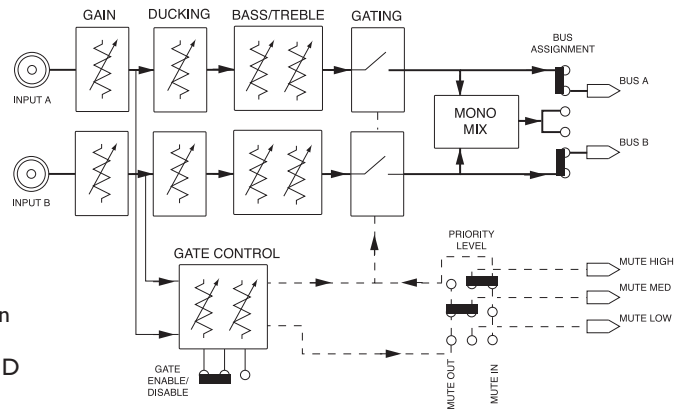 GAIN
DUCKING
BASS/TREBLE
GATING
BUS
ASSIGNMENT
INPUT A
BUS A
MONO
MIX
BUS B
INPUT B
GATE CONTROL
PRIORITY
LEVEL
MUTE HIGH
MUTE MED
MUTE LOW
n
D
GATE
ENABLE/
DISABLE
MUTE OUT
MUTE IN